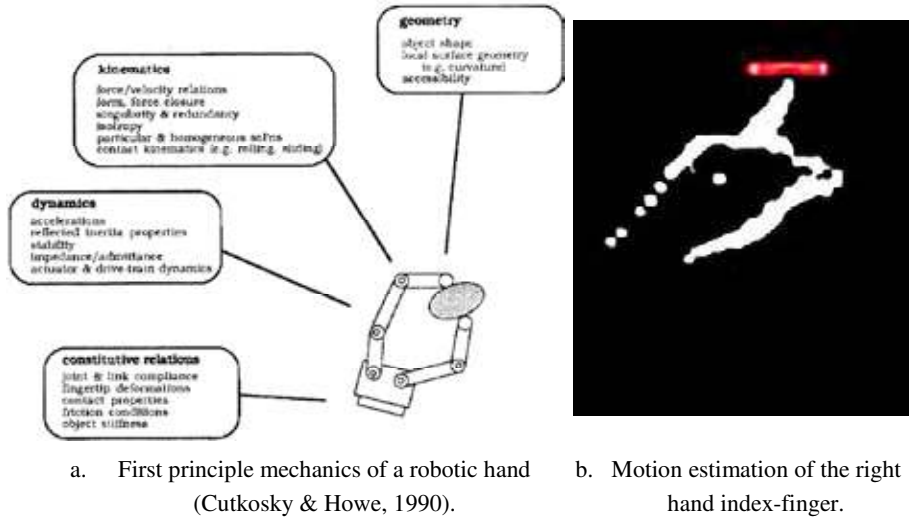 geometry
object shape
local surface geometry
(e.g. curvature)
accessibility
kinematics
force/velocity relations
form, force closure
singularity & redundancy
isotropy
particular & homogeneous solns
contact kinematics (e.g. rolling, sliding)
dynamics
accelerations
reflected inertia properties
stability
impedance/admittance
actuator & drive-train dynamics
constitutive relations
joint & link compliance
fingertip deformations
contact properties
friction conditions
object stiffness
a. First principle mechanics of a robotic hand
(Cutkosky & Howe, 1990).
b. Motion estimation of the right
hand index-finger.